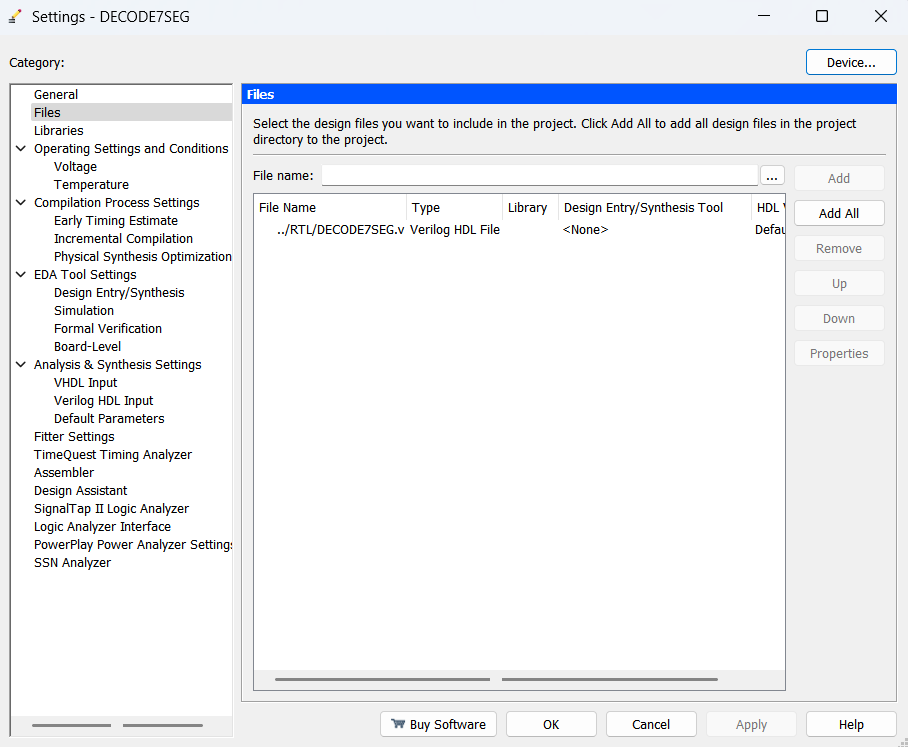 Settings - DECODE7SEG
Category:
Device...
General
Files
Libraries
Operating Settings and Conditions
Voltage
Temperature
Compilation Process Settings
Early Timing Estimate
Incremental Compilation
Physical Synthesis Optimization
EDA Tool Settings
Design Entry/Synthesis
Simulation
Formal Verification
Board-Level
Analysis & Synthesis Settings
VHDL Input
Verilog HDL Input
Default Parameters
Fitter Settings
TimeQuest Timing Analyzer
Assembler
Design Assistant
SignalTap II Logic Analyzer
Logic Analyzer Interface
PowerPlay Power Analyzer Settings
SSN Analyzer
Files
Select the design files you want to include in the project. Click Add All to add all design files in the project
directory to the project.
File name:
...
Add
File Name Type Library Design Entry/Synthesis Tool HDL V
../RTL/DECODE7SEG.v Verilog HDL File <None> Defau
Add All
Remove
Up
Down
Properties
Buy Software
OK
Cancel
Apply
Help